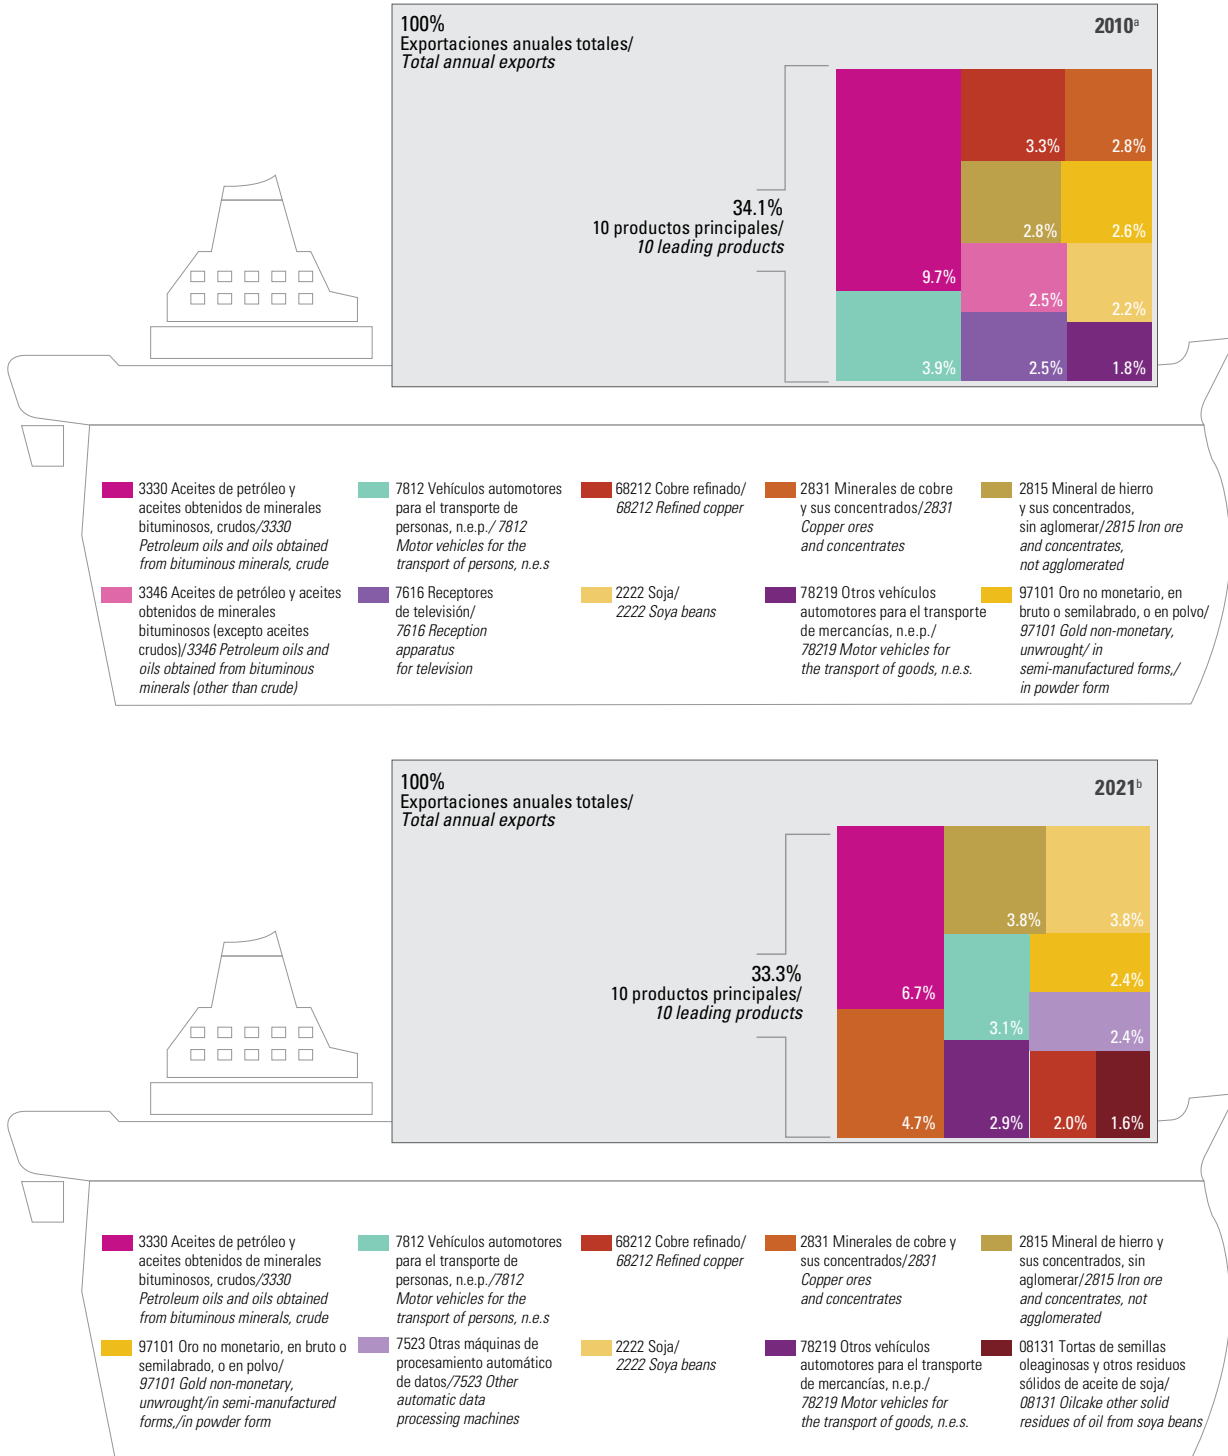 100%
Exportaciones anuales totales/
Total annual exports
2010ª
34.1%
10 productos principales/
10 leading products
9.7%
3.9%
3.3%
2.8%
2.8%
2.6%
2.5%
2.2%
2.5%
1.8%
3330 Aceites de petróleo y
aceites obtenidos de minerales
bituminosos, crudos/3330
Petroleum oils and oils obtained
from bituminous minerals, crude
7812 Vehículos automotores
para el transporte de
personas, n.e.p./ 7812
Motor vehicles for the
transport of persons, n.e.s
68212 Cobre refinado/
68212 Refined copper
2831 Minerales de cobre
y sus concentrados/2831
Copper ores
and concentrates
2815 Mineral de hierro
y sus concentrados,
sin aglomerar/2815 Iron ore
and concentrates,
not agglomerated
3346 Aceites de petróleo y aceites
obtenidos de minerales
bituminosos (excepto aceites
crudos)/3346 Petroleum oils and
oils obtained from bituminous
minerals (other than crude)
7616 Receptores
de televisión/
7616 Reception
apparatus
for television
2222 Soja/
2222 Soya beans
78219 Otros vehículos
automotores para el transporte
de mercancías, n.e.p./
78219 Motor vehicles for
the transport of goods, n.e.s.
97101 Oro no monetario, en
bruto o semilabrado, o en polvo/
97101 Gold non-monetary,
unwrought/ in
semi-manufactured forms,/
in powder form
100%
Exportaciones anuales totales/
Total annual exports
2021ᵇ
33.3%
10 productos principales/
10 leading products
6.7%
4.7%
3.8%
3.8%
3.1%
2.4%
2.4%
2.9%
2.0%
1.6%
3330 Aceites de petróleo y
aceites obtenidos de minerales
bituminosos, crudos/3330
Petroleum oils and oils obtained
from bituminous minerals, crude
7812 Vehículos automotores
para el transporte de
personas, n.e.p./7812
Motor vehicles for the
transport of persons, n.e.s
68212 Cobre refinado/
68212 Refined copper
2831 Minerales de cobre y
sus concentrados/2831
Copper ores
and concentrates
2815 Mineral de hierro y
sus concentrados, sin
aglomerar/2815 Iron ore
and concentrates, not
agglomerated
97101 Oro no monetario, en bruto o
semilabrado, o en polvo/
97101 Gold non-monetary,
unwrought/in semi-manufactured
forms,/in powder form
7523 Otras máquinas de
procesamiento automático
de datos/7523 Other
automatic data
processing machines
2222 Soja/
2222 Soya beans
78219 Otros vehículos
automotores para el transporte
de mercancías, n.e.p./
78219 Motor vehicles for
the transport of goods, n.e.s.
08131 Tortas de semillas
oleaginosas y otros residuos
sólidos de aceite de soja/
08131 Oilcake other solid
residues of oil from soya beans